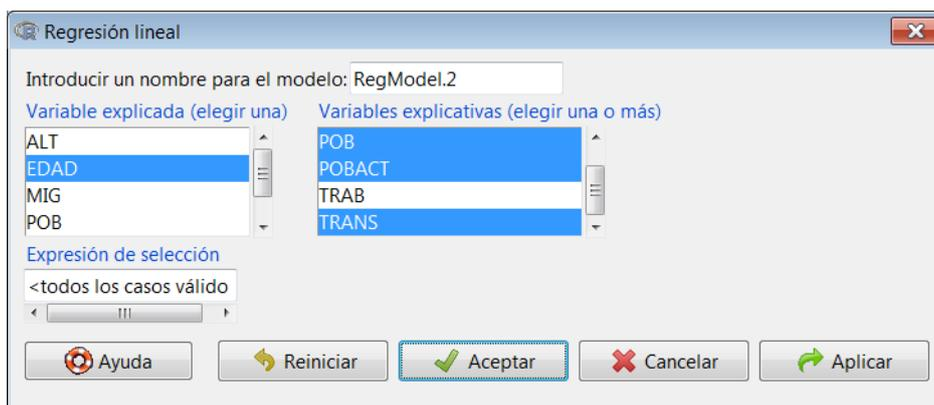 Regresión lineal
Introducir un nombre para el modelo: RegModel.2
Variable explicada (elegir una)
Variables explicativas (elegir una o más)
ALT
EDAD
MIG
POB
POB
POBACT
TRAB
TRANS
Expresión de selección
<todos los casos válido
Ayuda
Reiniciar
Aceptar
Cancelar
Aplicar